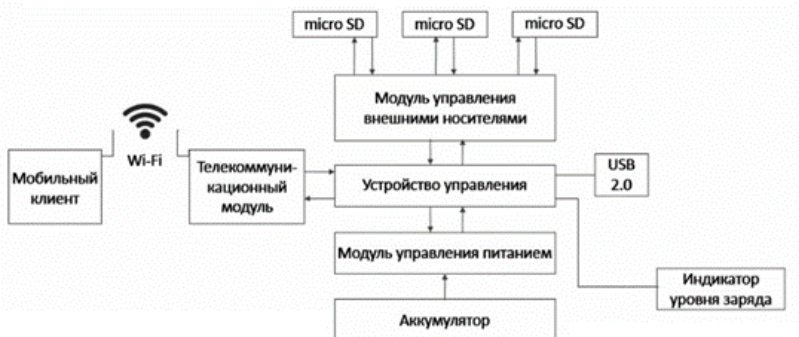 micro SD
micro SD
micro SD
Модуль управления
внешними носителями
Wi-Fi
Мобильный
клиент
Телекоммуни-
кационный
модуль
Устройство управления
USB
2.0
Модуль управления питанием
Индикатор
уровня заряда
Аккумулятор